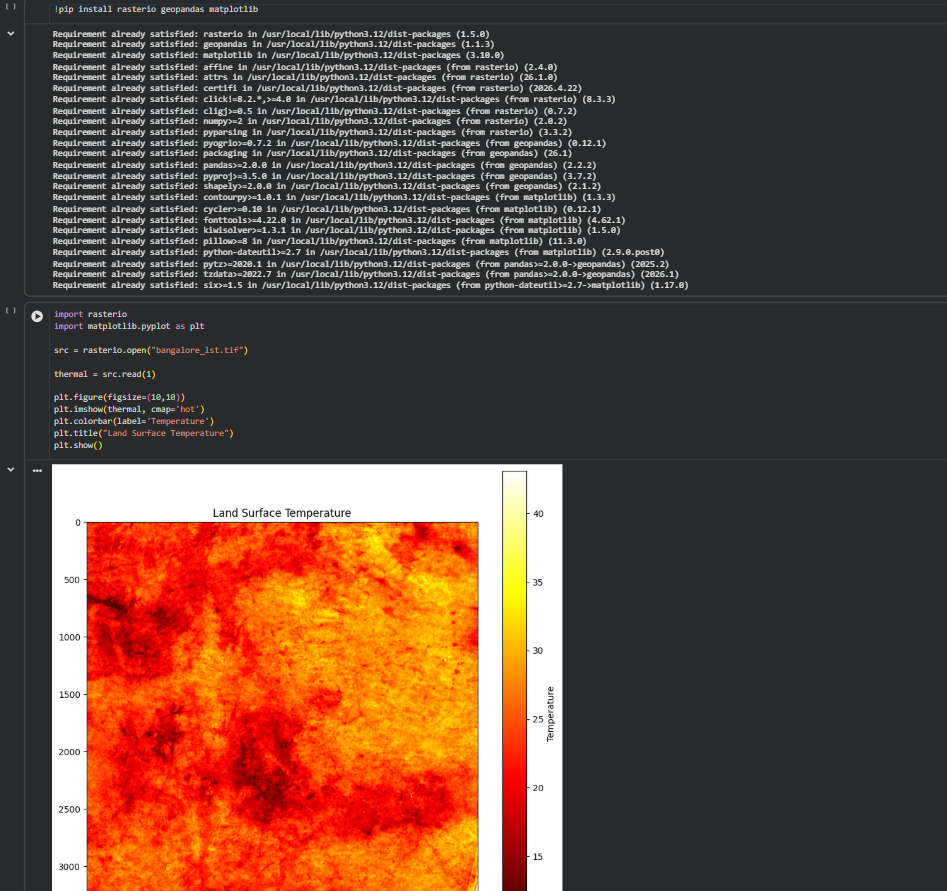 [ ]
!pip install rasterio geopandas matplotlib
Requirement already satisfied: rasterio in /usr/local/lib/python3.12/dist-packages (1.5.0)
Requirement already satisfied: geopandas in /usr/local/lib/python3.12/dist-packages (1.1.3)
Requirement already satisfied: matplotlib in /usr/local/lib/python3.12/dist-packages (3.10.0)
Requirement already satisfied: affine in /usr/local/lib/python3.12/dist-packages (from rasterio) (2.4.0)
Requirement already satisfied: attrs in /usr/local/lib/python3.12/dist-packages (from rasterio) (26.1.0)
Requirement already satisfied: certifi in /usr/local/lib/python3.12/dist-packages (from rasterio) (2026.4.22)
Requirement already satisfied: click!=8.2.*,>=4.0 in /usr/local/lib/python3.12/dist-packages (from rasterio) (8.3.3)
Requirement already satisfied: cligj>=0.5 in /usr/local/lib/python3.12/dist-packages (from rasterio) (0.7.2)
Requirement already satisfied: numpy>=2 in /usr/local/lib/python3.12/dist-packages (from rasterio) (2.0.2)
Requirement already satisfied: pyparsing in /usr/local/lib/python3.12/dist-packages (from rasterio) (3.3.2)
Requirement already satisfied: pyogrio>=0.7.2 in /usr/local/lib/python3.12/dist-packages (from geopandas) (0.12.1)
Requirement already satisfied: packaging in /usr/local/lib/python3.12/dist-packages (from geopandas) (26.1)
Requirement already satisfied: pandas>=2.0.0 in /usr/local/lib/python3.12/dist-packages (from geopandas) (2.2.2)
Requirement already satisfied: pyproj>=3.5.0 in /usr/local/lib/python3.12/dist-packages (from geopandas) (3.7.2)
Requirement already satisfied: shapely>=2.0.0 in /usr/local/lib/python3.12/dist-packages (from geopandas) (2.1.2)
Requirement already satisfied: contourpy>=1.0.1 in /usr/local/lib/python3.12/dist-packages (from matplotlib) (1.3.3)
Requirement already satisfied: cycler>=0.10 in /usr/local/lib/python3.12/dist-packages (from matplotlib) (0.12.1)
Requirement already satisfied: fonttools>=4.22.0 in /usr/local/lib/python3.12/dist-packages (from matplotlib) (4.62.1)
Requirement already satisfied: kiwisolver>=1.3.1 in /usr/local/lib/python3.12/dist-packages (from matplotlib) (1.5.0)
Requirement already satisfied: pillow>=8 in /usr/local/lib/python3.12/dist-packages (from matplotlib) (11.3.0)
Requirement already satisfied: python-dateutil>=2.7 in /usr/local/lib/python3.12/dist-packages (from matplotlib) (2.9.0.post0)
Requirement already satisfied: pytz>=2020.1 in /usr/local/lib/python3.12/dist-packages (from pandas>=2.0.0->geopandas) (2025.2)
Requirement already satisfied: tzdata>=2022.7 in /usr/local/lib/python3.12/dist-packages (from pandas>=2.0.0->geopandas) (2026.1)
Requirement already satisfied: six>=1.5 in /usr/local/lib/python3.12/dist-packages (from python-dateutil>=2.7->matplotlib) (1.17.0)
[ ]
import rasterio
import matplotlib.pyplot as plt
src = rasterio.open("bangalore_lst.tif")
thermal = src.read(1)
plt.figure(figsize=(10,10))
plt.imshow(thermal, cmap='hot')
plt.colorbar(label='Temperature')
plt.title("Land Surface Temperature")
plt.show()
Land Surface Temperature
0
500
1000
1500
2000
2500
3000
40
35
30
25
20
15
Temperature